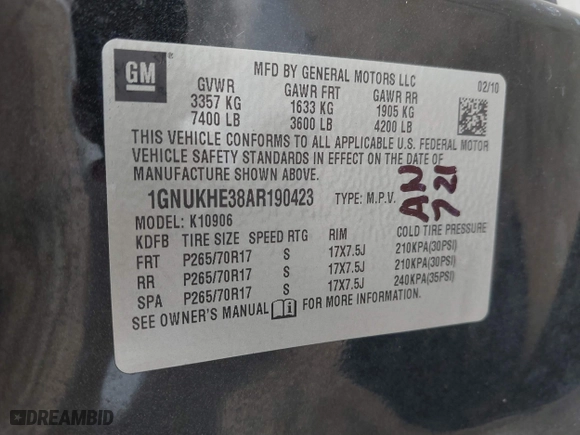 GM
MFD BY GENERAL MOTORS LLC
02/10
GVWR GAWR FRT GAWR RR
3357 KG 1633 KG 1905 KG
7400 LB 3600 LB 4200 LB
THIS VEHICLE CONFORMS TO ALL APPLICABLE U.S. FEDERAL MOTOR
VEHICLE SAFETY STANDARDS IN EFFECT ON THE DATE OF
MANUFACTURE SHOWN ABOVE.
1GNUKHE38AR190423 TYPE: M.P.V.
AN
721
MODEL: K10906
KDFB TIRE SIZE SPEED RTG RIM COLD TIRE PRESSURE
FRT P265/70R17 S 17X7.5J 210KPA(30PSI)
RR P265/70R17 S 17X7.5J 210KPA(30PSI)
SPA P265/70R17 S 17X7.5J 240KPA(35PSI)
SEE OWNER'S MANUAL FOR MORE INFORMATION.
DREAMBID